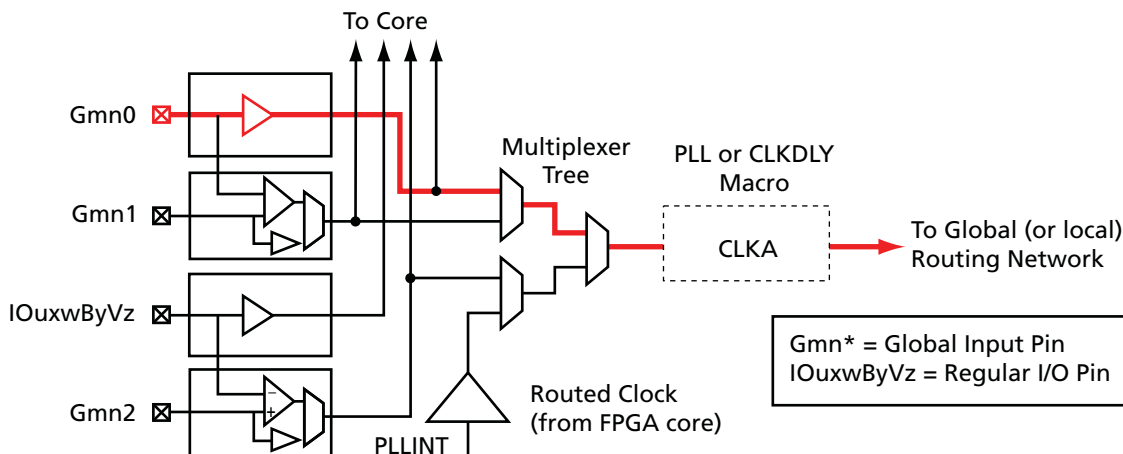 To Core
Gmn0
Multiplexer
Tree
PLL or CLKDLY
Macro
Gmn1
CLKA
To Global (or local)
Routing Network
IOuxwByVz
Gmn* = Global Input Pin
IOuxwByVz = Regular I/O Pin
Gmn2
−
+
Routed Clock
(from FPGA core)
PLLINT